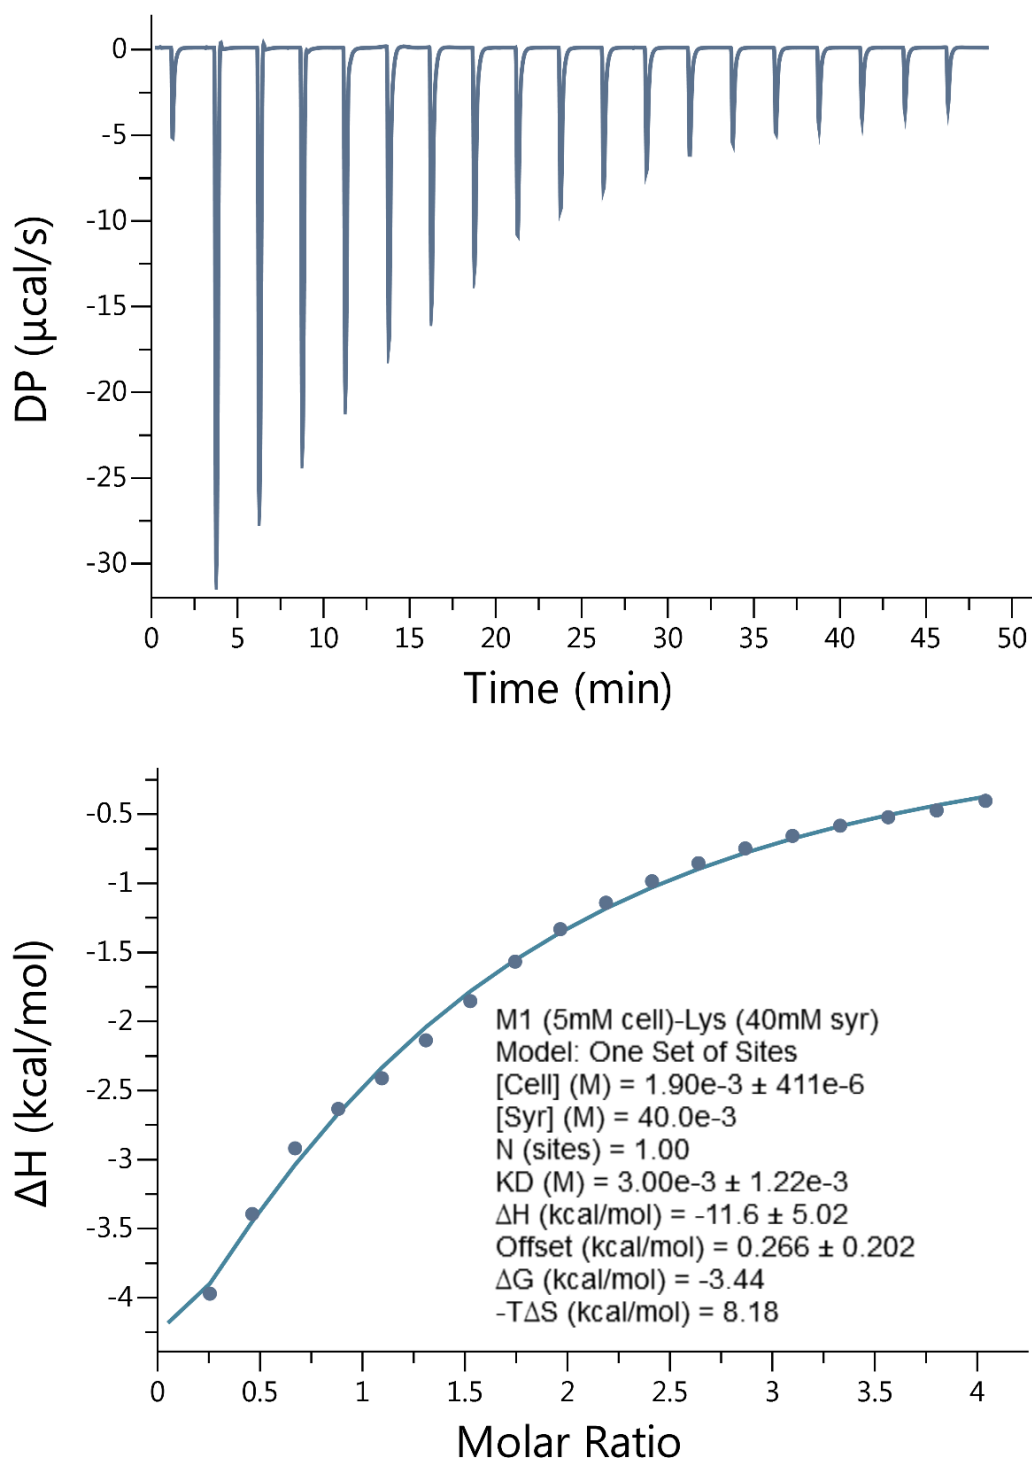 0
-5
-10
-15
-20
-25
-30
DP (μcal/s)
0 5 10 15 20 25 30 35 40 45 50
Time (min)
-0.5
-1
-1.5
-2
-2.5
-3
-3.5
-4
ΔH (kcal/mol)
M1 (5mM cell)-Lys (40mM syr)
Model: One Set of Sites
[Cell] (M) = 1.90e-3 ± 411e-6
[Syr] (M) = 40.0e-3
N (sites) = 1.00
KD (M) = 3.00e-3 ± 1.22e-3
ΔH (kcal/mol) = -11.6 ± 5.02
Offset (kcal/mol) = 0.266 ± 0.202
ΔG (kcal/mol) = -3.44
-TΔS (kcal/mol) = 8.18
0 0.5 1 1.5 2 2.5 3 3.5 4
Molar Ratio